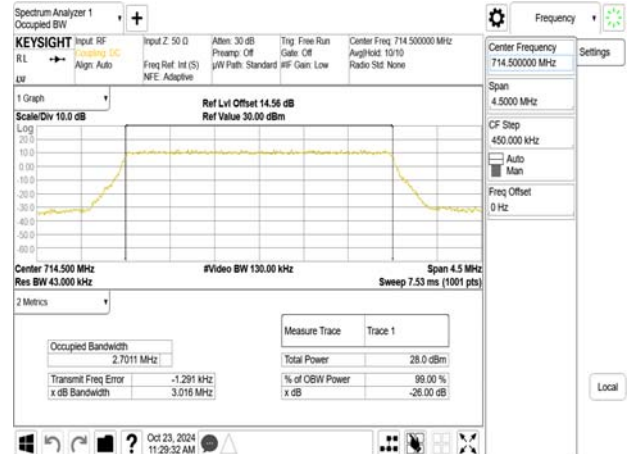 Spectrum Analyzer 1
Occupied BW
Frequency
KEYSIGHT
RL
Input: RF
Coupling: DC
Align: Auto
Input Z: 50 Ω
Freq Ref: Int (S)
NFE: Adaptive
Atten: 30 dB
Preamp: Off
µW Path: Standard
Trig: Free Run
Gate: Off
#IF Gain: Low
Center Freq: 714.500000 MHz
Avg|Hold: 10/10
Radio Std: None
Center Frequency
714.500000 MHz
Settings
Span
4.5000 MHz
CF Step
450.000 kHz
Auto
Man
Freq Offset
0 Hz
Local
1 Graph
Scale/Div 10.0 dB
Ref Lvl Offset 14.56 dB
Ref Value 30.00 dBm
Log
20.0
10.0
0.00
-10.0
-20.0
-30.0
-40.0
-50.0
-60.0
Center 714.500 MHz
#Video BW 130.00 kHz
Span 4.5 MHz
Res BW 43.000 kHz
Sweep 7.53 ms (1001 pts)
2 Metrics
Measure Trace
Trace 1
Occupied Bandwidth
2.7011 MHz
Total Power
28.0 dBm
Transmit Freq Error
-1.291 kHz
% of OBW Power
99.00 %
x dB Bandwidth
3.016 MHz
x dB
-26.00 dB
?
Oct 23, 2024
11:29:32 AM